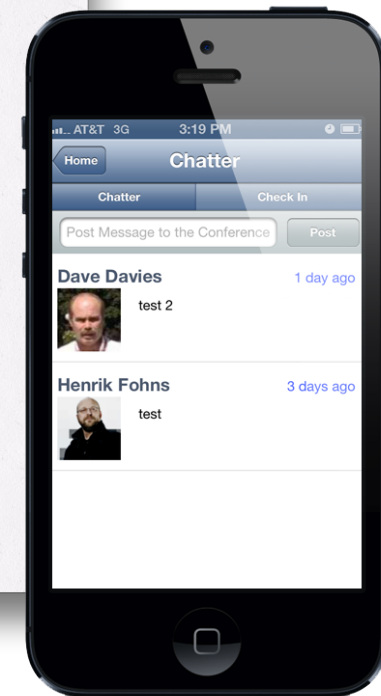 AT&T 3G 3:19 PM
Home Chatter
Chatter Check In
Post Message to the Conference Post
Dave Davies 1 day ago
test 2
Henrik Fohns 3 days ago
test